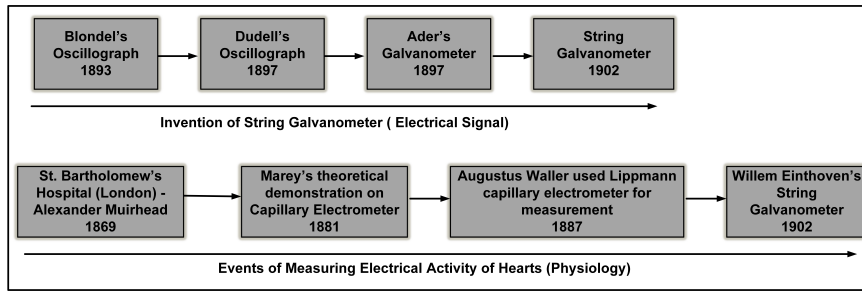 Blondel's
Oscillograph
1893
Dudell's
Oscillograph
1897
Ader's
Galvanometer
1897
String
Galvanometer
1902
Invention of String Galvanometer ( Electrical Signal)
St. Bartholomew's
Hospital (London) -
Alexander Muirhead
1869
Marey's theoretical
demonstration on
Capillary Electrometer
1881
Augustus Waller used Lippmann
capillary electrometer for
measurement
1887
Willem Einthoven's
String
Galvanometer
1902
Events of Measuring Electrical Activity of Hearts (Physiology)